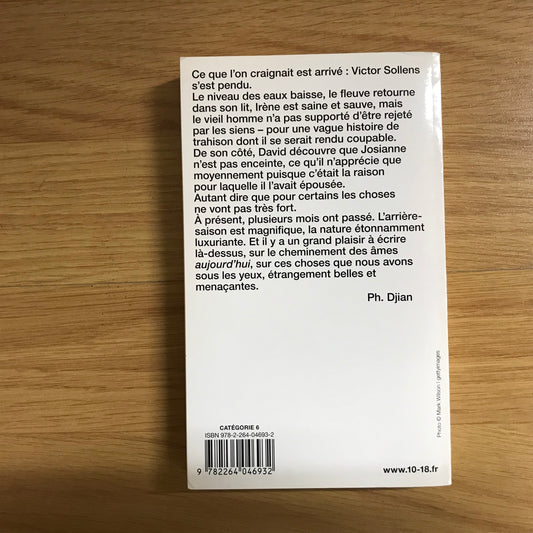 Ce que l'on craignait est arrivé : Victor Sollens
s'est pendu.
Le niveau des eaux baisse, le fleuve retourne
dans son lit, Irène est saine et sauve, mais
le vieil homme n'a pas supporté d'être rejeté
par les siens – pour une vague histoire de
trahison dont il se serait rendu coupable.
De son côté, David découvre que Josianne
n'est pas enceinte, ce qu'il n'apprécie que
moyennement puisque c'était la raison
pour laquelle il l'avait épousée.
Autant dire que pour certains les choses
ne vont pas très fort.
À présent, plusieurs mois ont passé. L'arrière-
saison est magnifique, la nature étonnamment
luxuriante. Et il y a un grand plaisir à écrire
là-dessus, sur le cheminement des âmes
aujourd'hui, sur ces choses que nous avons
sous les yeux, étrangement belles et
menaçantes.
Ph. Djian
Photo © Mark Wilson / gettyimages
CATÉGORIE 6
ISBN 978-2-264-04693-2
9 782264 046932
www.10-18.fr